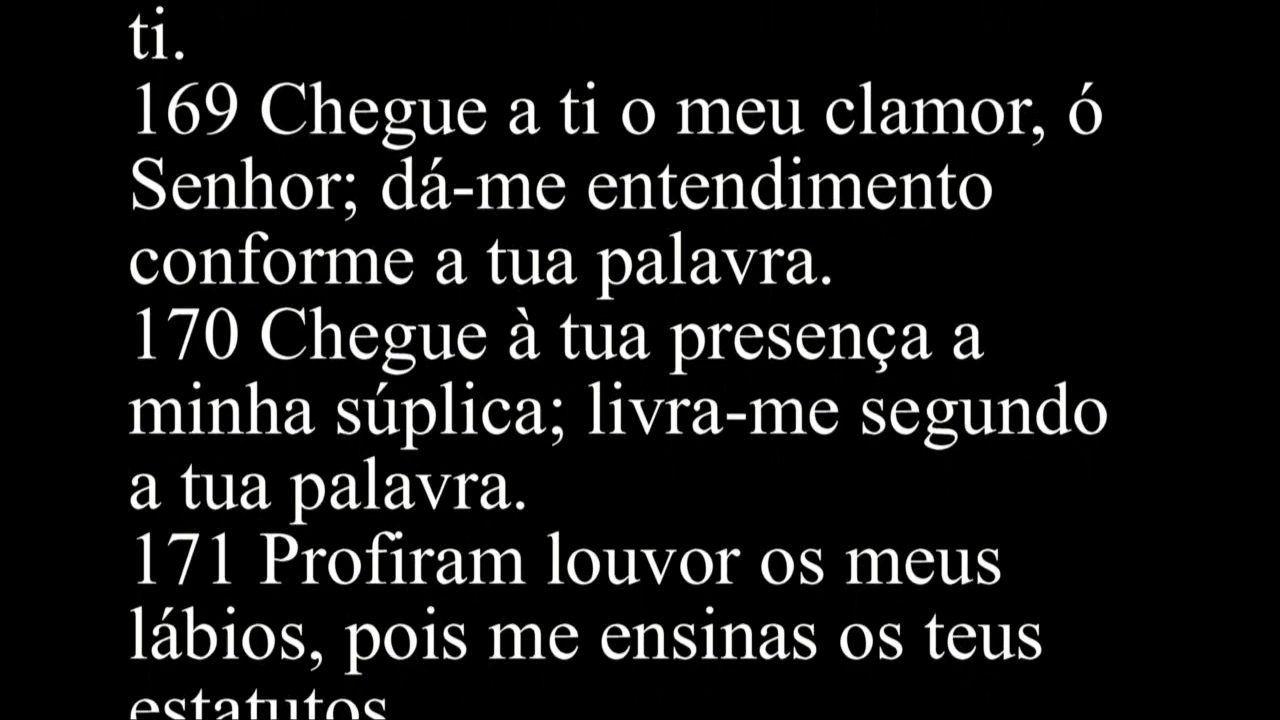 ti.
169 Chegue a ti o meu clamor, ó
Senhor; dá-me entendimento
conforme a tua palavra.
170 Chegue à tua presença a
minha súplica; livra-me segundo
a tua palavra.
171 Profiram louvor os meus
lábios, pois me ensinas os teus
estatutos